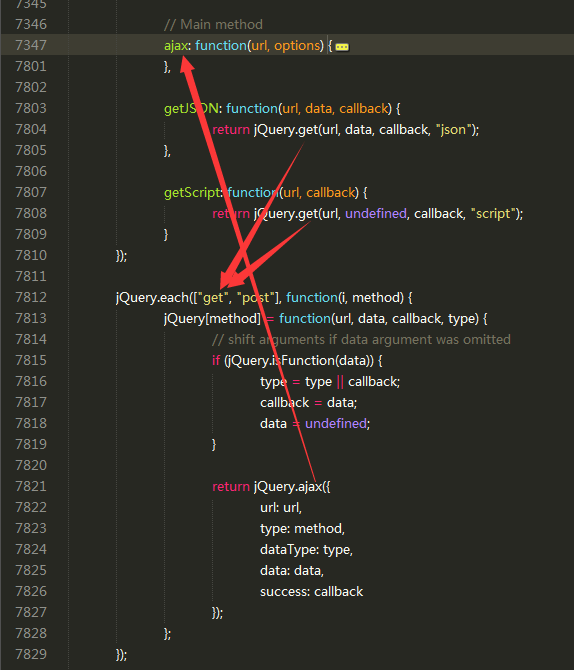 7345
7346 // Main method
7347 ajax: function(url, options) {
7801 },
7802
7803 getJSON: function(url, data, callback) {
7804 return jQuery.get(url, data, callback, "json");
7805 },
7806
7807 getScript: function(url, callback) {
7808 return jQuery.get(url, undefined, callback, "script");
7809 }
7810 });
7811
7812 jQuery.each(["get", "post"], function(i, method) {
7813 jQuery[method] = function(url, data, callback, type) {
7814 // shift arguments if data argument was omitted
7815 if (jQuery.isFunction(data)) {
7816 type = type || callback;
7817 callback = data;
7818 data = undefined;
7819 }
7820
7821 return jQuery.ajax({
7822 url: url,
7823 type: method,
7824 dataType: type,
7825 data: data,
7826 success: callback
7827 });
7828 };
7829 });